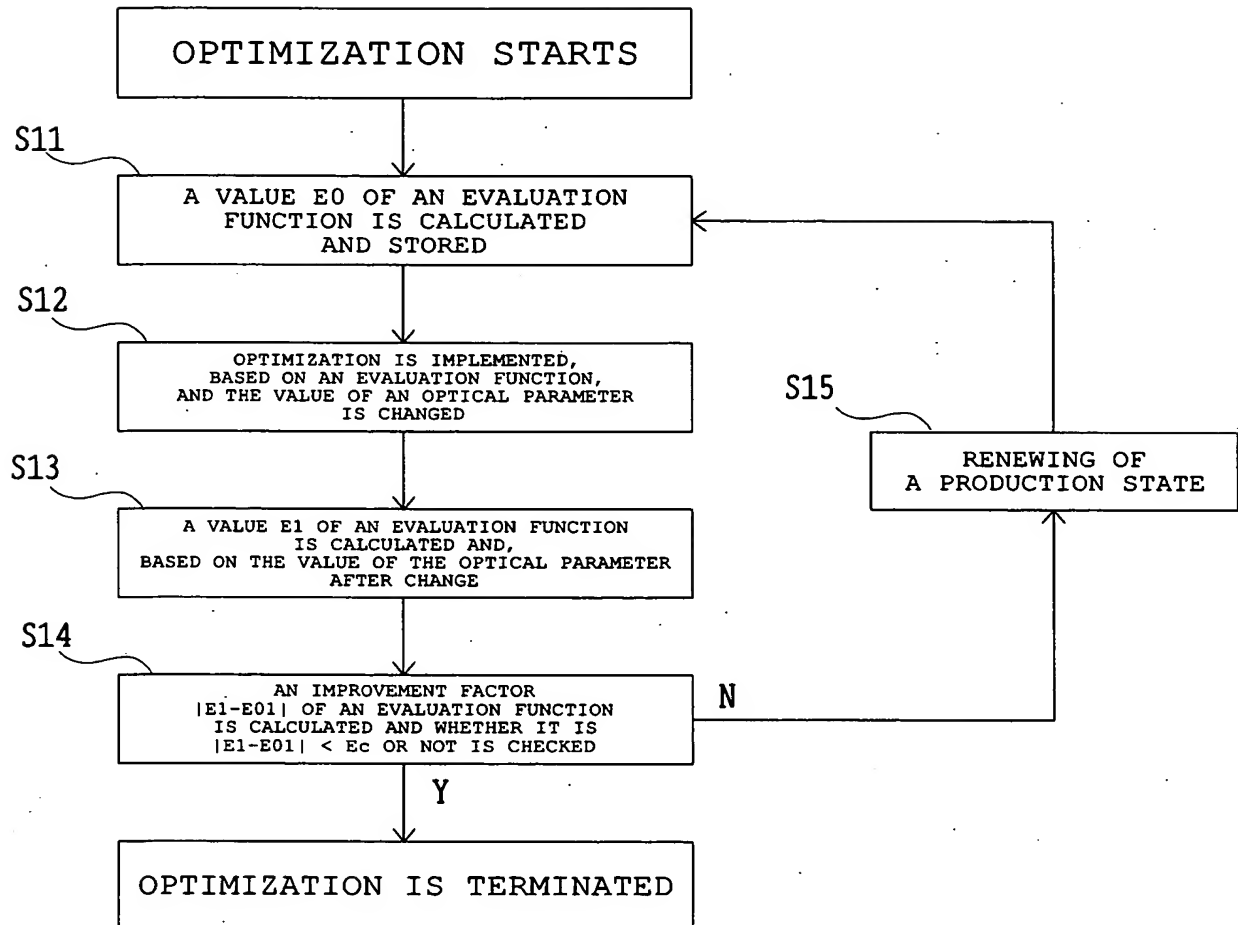 OPTIMIZATION STARTS
S11
A VALUE E0 OF AN EVALUATION
FUNCTION IS CALCULATED
AND STORED
S12
OPTIMIZATION IS IMPLEMENTED,
BASED ON AN EVALUATION FUNCTION,
AND THE VALUE OF AN OPTICAL PARAMETER
IS CHANGED
S13
A VALUE E1 OF AN EVALUATION FUNCTION
IS CALCULATED AND,
BASED ON THE VALUE OF THE OPTICAL PARAMETER
AFTER CHANGE
S14
AN IMPROVEMENT FACTOR
|E1-E01| OF AN EVALUATION FUNCTION
IS CALCULATED AND WHETHER IT IS
|E1-E01| < Ec OR NOT IS CHECKED
N
S15
RENEWING OF
A PRODUCTION STATE
Y
OPTIMIZATION IS TERMINATED